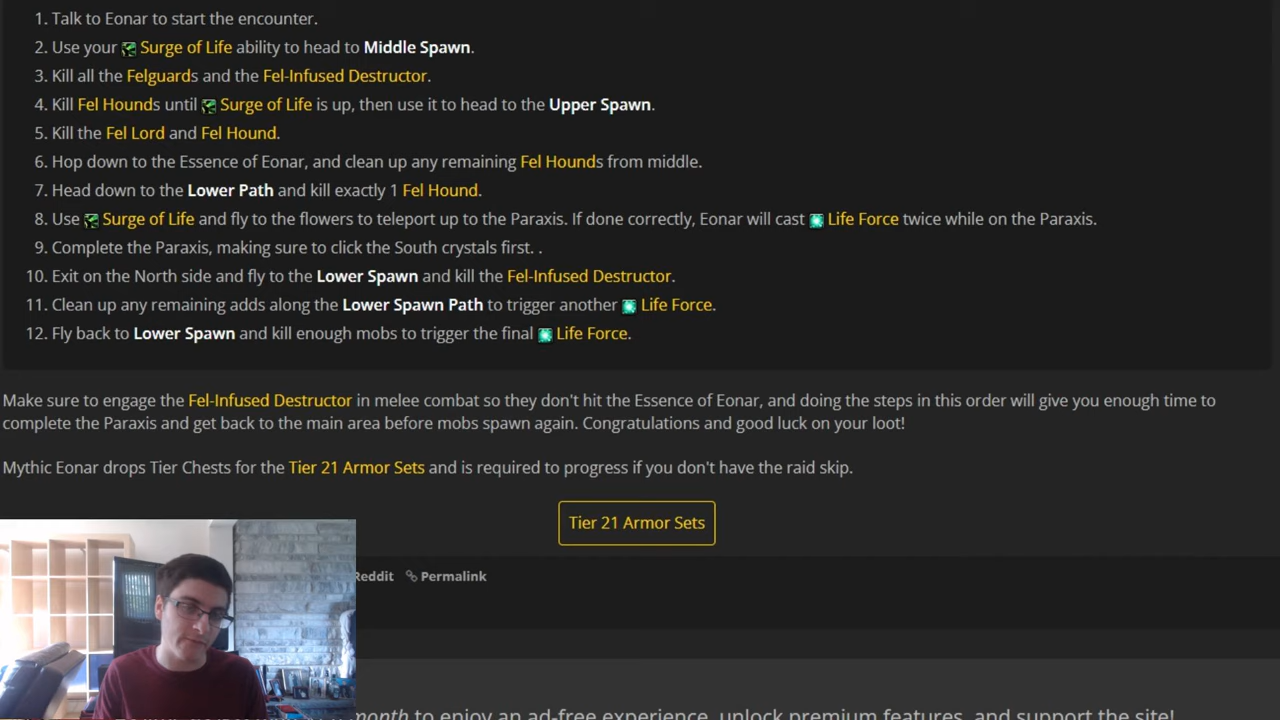 1. Talk to Eonar to start the encounter.
2. Use your Surge of Life ability to head to Middle Spawn.
3. Kill all the Felguards and the Fel-Infused Destructor.
4. Kill Fel Hounds until Surge of Life is up, then use it to head to the Upper Spawn.
5. Kill the Fel Lord and Fel Hound.
6. Hop down to the Essence of Eonar, and clean up any remaining Fel Hounds from middle.
7. Head down to the Lower Path and kill exactly 1 Fel Hound.
8. Use Surge of Life and fly to the flowers to teleport up to the Paraxis. If done correctly, Eonar will cast Life Force twice while on the Paraxis.
9. Complete the Paraxis, making sure to click the South crystals first. .
10. Exit on the North side and fly to the Lower Spawn and kill the Fel-Infused Destructor.
11. Clean up any remaining adds along the Lower Spawn Path to trigger another Life Force.
12. Fly back to Lower Spawn and kill enough mobs to trigger the final Life Force.
Make sure to engage the Fel-Infused Destructor in melee combat so they don't hit the Essence of Eonar, and doing the steps in this order will give you enough time to
complete the Paraxis and get back to the main area before mobs spawn again. Congratulations and good luck on your loot!
Mythic Eonar drops Tier Chests for the Tier 21 Armor Sets and is required to progress if you don't have the raid skip.
Tier 21 Armor Sets
Reddit Permalink
month to enjoy an ad-free experience, unlock premium features, and support the site!